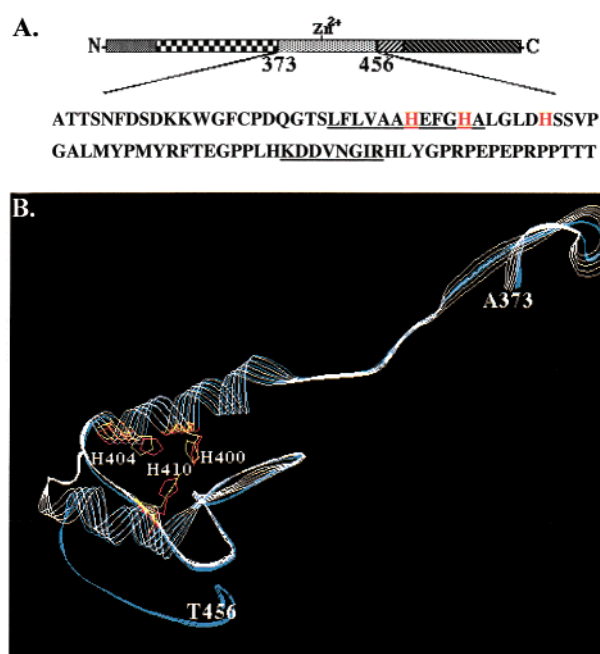 A.
Zn2+
N- -C
373 456
ATTSNFDSDKKWGFCPDQGTSLFLVAAHEFGHALGLDHSSVP
GALMYPMYRFTEGPPLHKDDVNGIRHLYGPRPEPEPRPPTTT
B.
A373
H404 H400
H410
T456